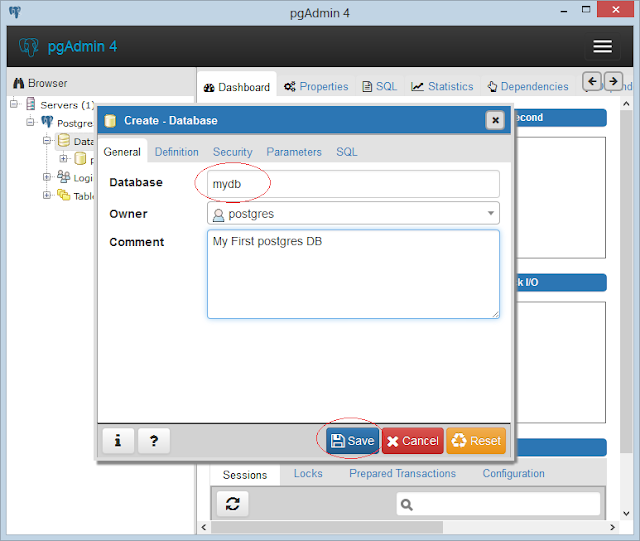 pgAdmin 4
pgAdmin 4
Browser
Dashboard Properties SQL Statistics Dependencies
Servers (1)
Postgre
Data
Logi
Table
Create - Database
General Definition Security Parameters SQL
Database mydb
Owner postgres
Comment My First postgres DB
i ? Save Cancel Reset
econd
k I/O
Sessions Locks Prepared Transactions Configuration